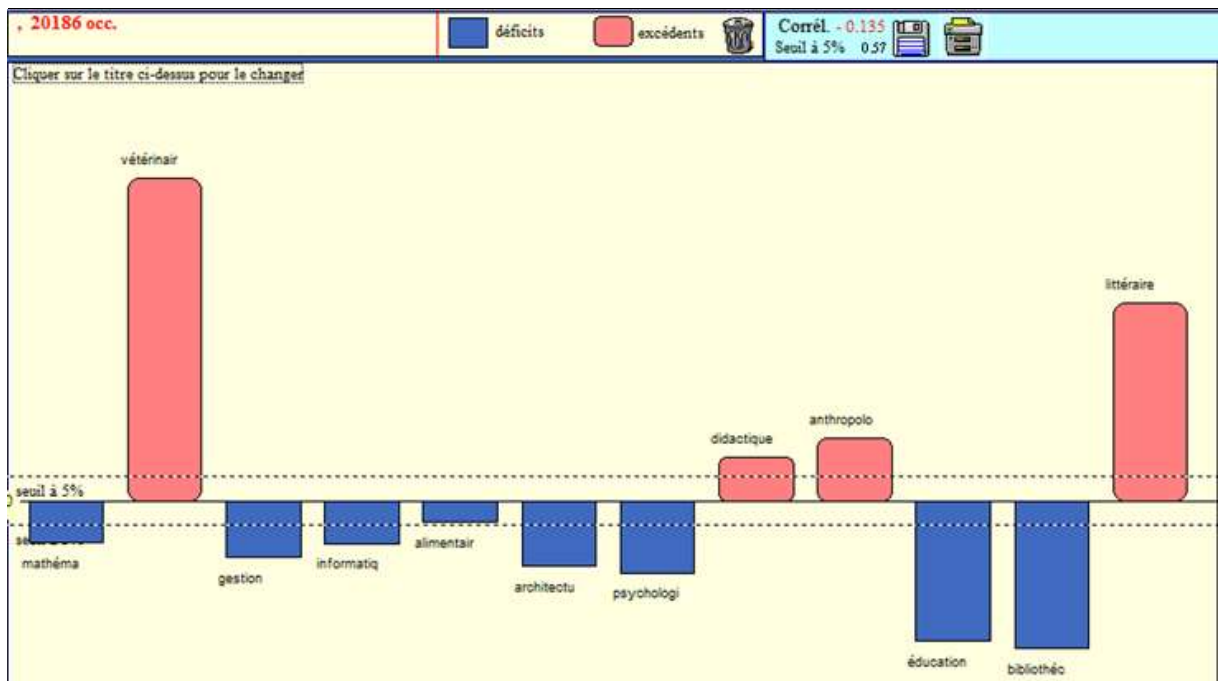 , 20186 occ.
déficits
excédents
Corrél. - 0.135
Seuil à 5% 0.57
Cliquer sur le titre ci-dessus pour le changer
vétérinair
littéraire
anthropolo
didactique
seuil à 5%
0
alimentair
mathéma
informatiq
gestion
architectu
psychologi
éducation
bibliothéc